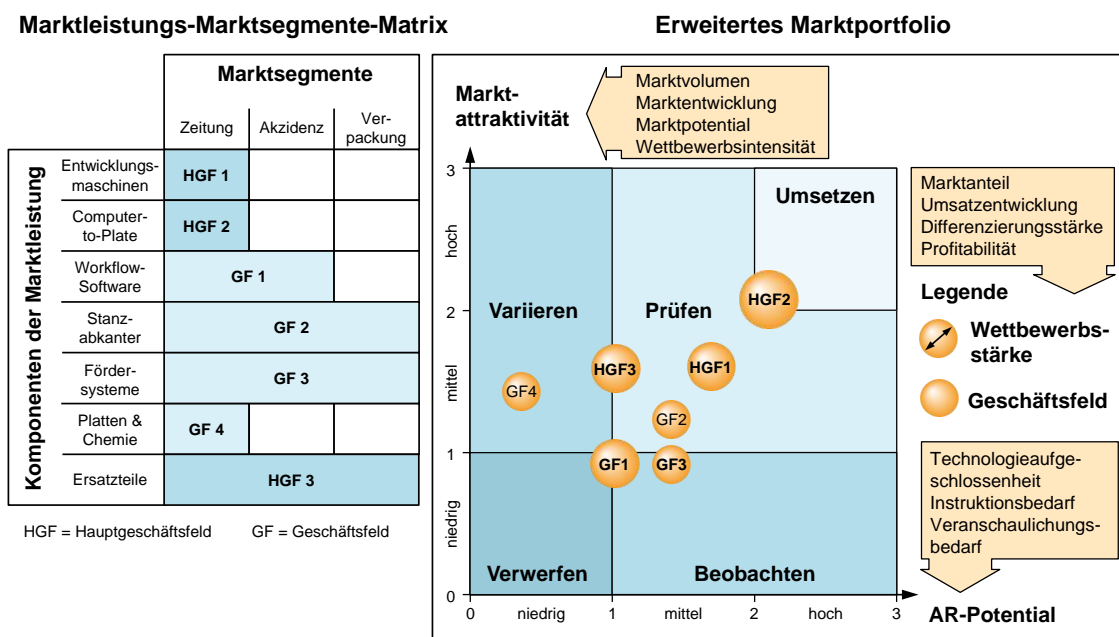 Marktleistungs-Marktsegmente-Matrix
Marktsegmente
Zeitung
Akzidenz
Ver-
packung
Komponenten der Marktleistung
Entwicklungs-
maschinen
HGF 1
Computer-
to-Plate
HGF 2
Workflow-
Software
GF 1
Stanz-
abkanter
GF 2
Förder-
systeme
GF 3
Platten &
Chemie
GF 4
Ersatzteile
HGF 3
HGF = Hauptgeschäftsfeld
GF = Geschäftsfeld
Erweitertes Marktportfolio
Markt-
attraktivität
Marktvolumen
Marktentwicklung
Marktpotential
Wettbewerbsintensität
3
hoch
2
mittel
1
niedrig
0
Umsetzen
Variieren
Prüfen
HGF2
HGF3
HGF1
GF4
GF2
GF1
GF3
Verwerfen
Beobachten
0
niedrig
1
mittel
2
hoch
3
AR-Potential
Marktanteil
Umsatzentwicklung
Differenzierungsstärke
Profitabilität
Legende
Wettbewerbs-
stärke
Geschäftsfeld
Technologieaufge-
schlossenheit
Instruktionsbedarf
Veranschaulichungs-
bedarf